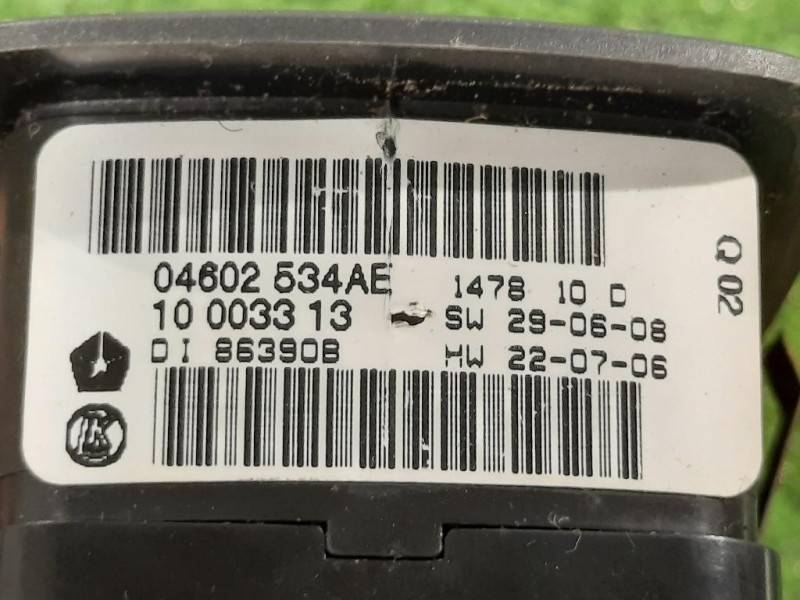 04602 534AE 1478 10 D
10 0033 13 SW 29-06-08
DI 86390B HW 22-07-06
Q 02